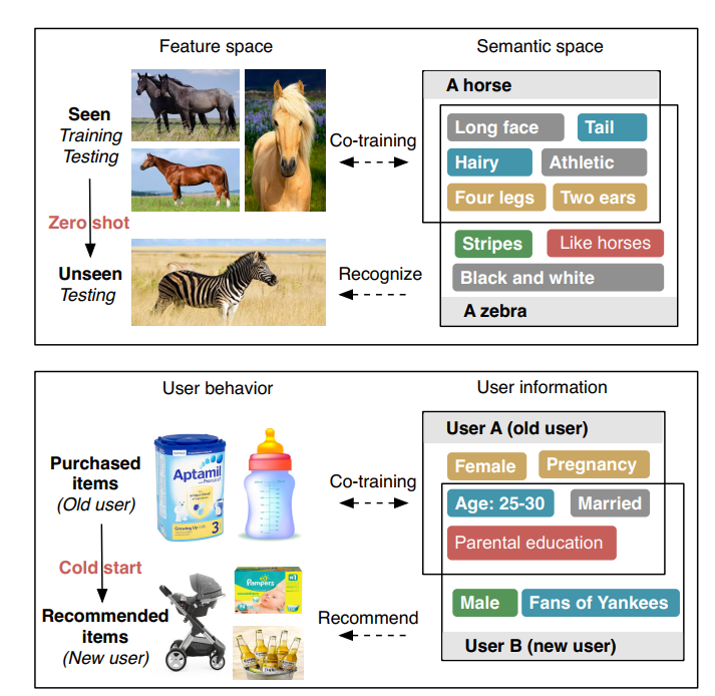 Feature space
Semantic space
Seen
Training
Testing
Zero shot
Unseen
Testing
Co-training
Recognize
A horse
Long face
Tail
Hairy
Athletic
Four legs
Two ears
Stripes
Like horses
Black and white
A zebra
User behavior
User information
Purchased
items
(Old user)
Cold start
Recommended
items
(New user)
Aptamil
3
Pampers
Co-training
Recommend
User A (old user)
Female
Pregnancy
Age: 25-30
Married
Parental education
Male
Fans of Yankees
User B (new user)